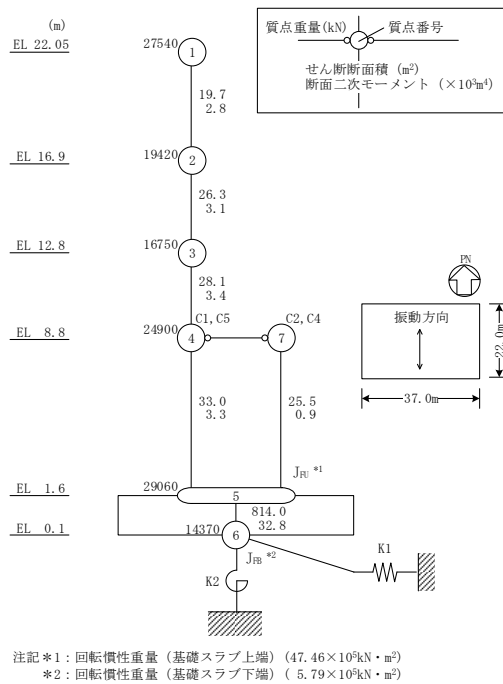 (m)
EL 22.05
27540
1
19.7
2.8
EL 16.9
19420
2
26.3
3.1
EL 12.8
16750
3
28.1
3.4
C1, C5
C2, C4
EL 8.8
24900
4
7
33.0
3.3
25.5
0.9
J_FU *1
EL 1.6
29060
5
814.0
32.8
EL 0.1
14370
6
J_FB *2
K1
K2
質点重量(kN)
質点番号
せん断断面積 (m²)
断面二次モーメント (×10³m⁴)
PN
振動方向
22.0m
37.0m
注記*1：回転慣性重量 (基礎スラブ上端) (47.46×10⁵kN・m²)
*2：回転慣性重量 (基礎スラブ下端) ( 5.79×10⁵kN・m²)